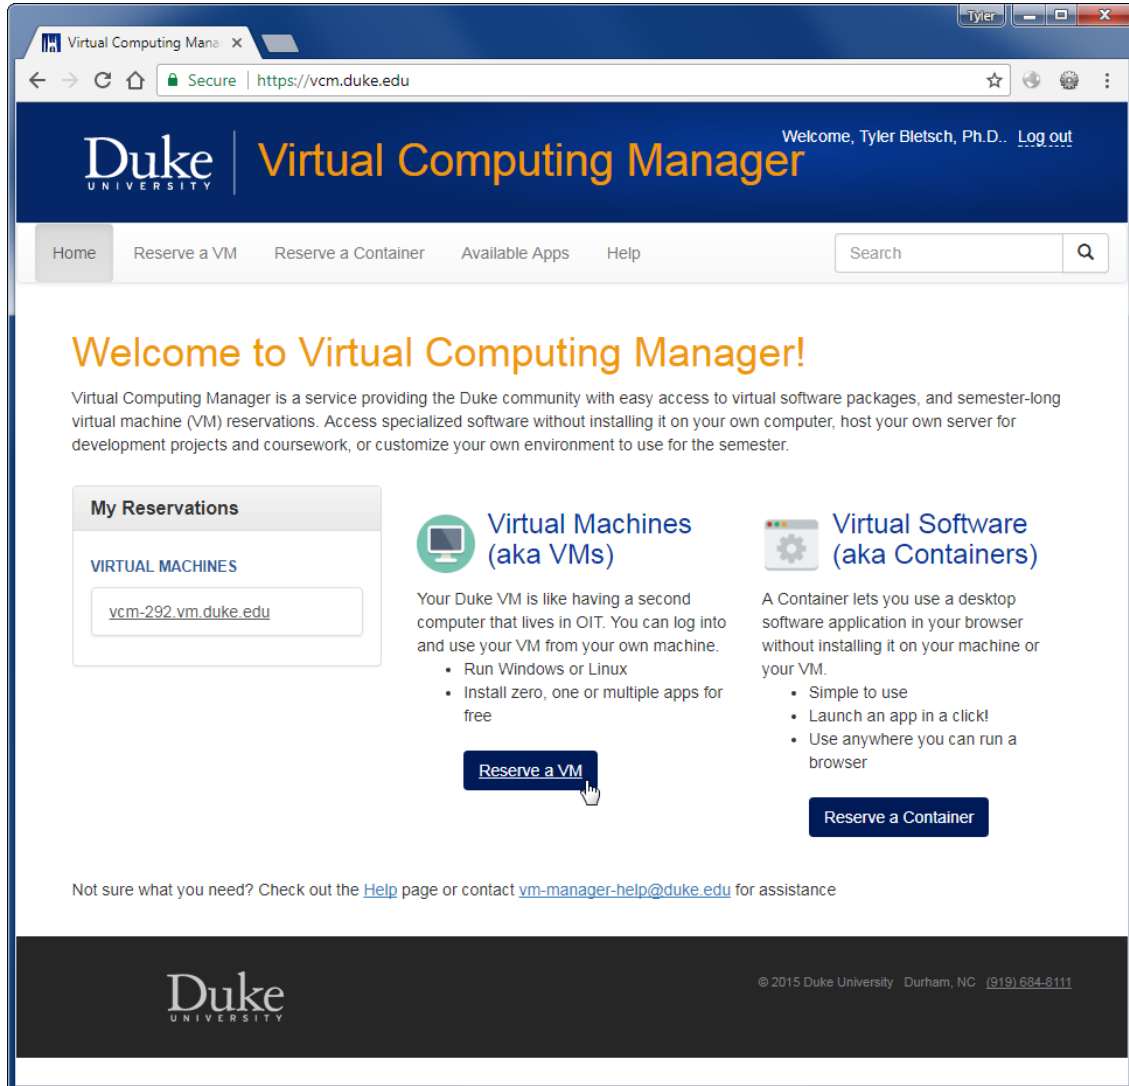 Tyler
Virtual Computing Mana
Secure
https://vcm.duke.edu
Duke
UNIVERSITY
Virtual Computing Manager
Welcome, Tyler Bletsch, Ph.D.. Log out
Home
Reserve a VM
Reserve a Container
Available Apps
Help
Search
Welcome to Virtual Computing Manager!
Virtual Computing Manager is a service providing the Duke community with easy access to virtual software packages, and semester-long
virtual machine (VM) reservations. Access specialized software without installing it on your own computer, host your own server for
development projects and coursework, or customize your own environment to use for the semester.
My Reservations
VIRTUAL MACHINES
vcm-292.vm.duke.edu
Virtual Machines
(aka VMs)
Your Duke VM is like having a second
computer that lives in OIT. You can log into
and use your VM from your own machine.
• Run Windows or Linux
• Install zero, one or multiple apps for
free
Reserve a VM
Virtual Software
(aka Containers)
A Container lets you use a desktop
software application in your browser
without installing it on your machine or
your VM.
• Simple to use
• Launch an app in a click!
• Use anywhere you can run a
browser
Reserve a Container
Not sure what you need? Check out the Help page or contact vm-manager-help@duke.edu for assistance
Duke
UNIVERSITY
© 2015 Duke University Durham, NC (919) 684-8111